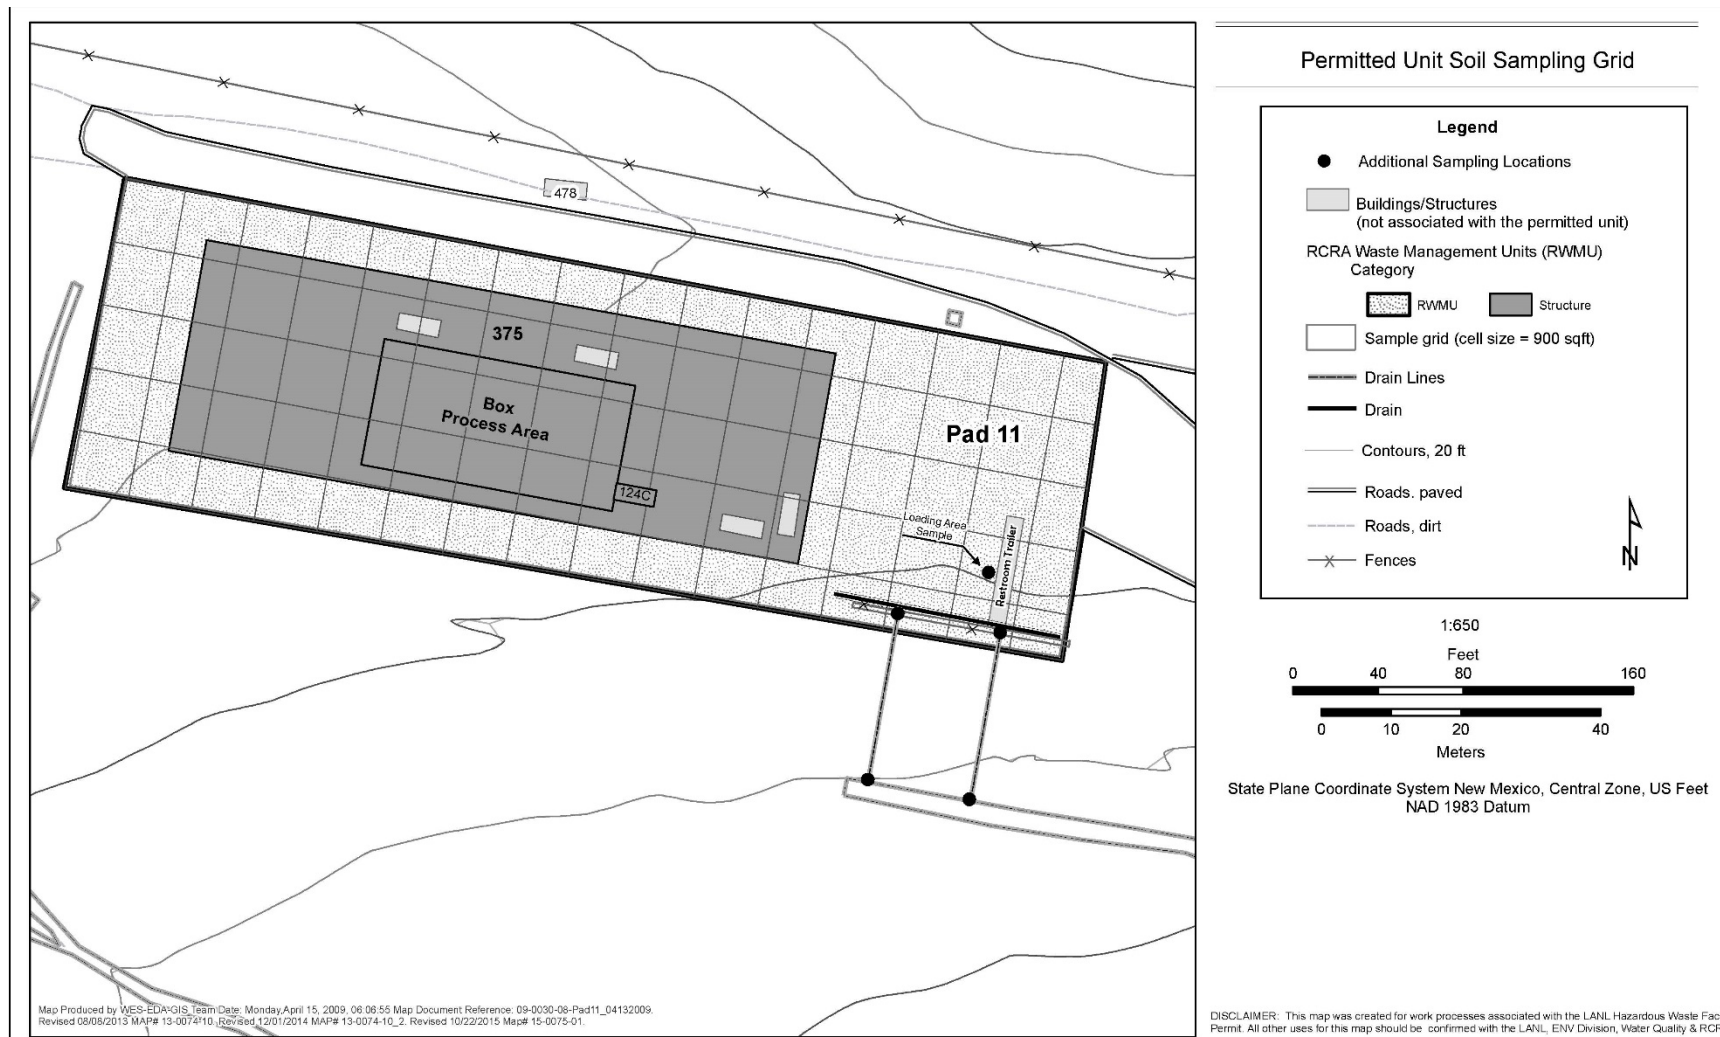 Permitted Unit Soil Sampling Grid
Legend
Additional Sampling Locations
Buildings/Structures
(not associated with the permitted unit)
RCRA Waste Management Units (RWMU)
Category
RWMU
Structure
Sample grid (cell size = 900 sqft)
Drain Lines
Drain
Contours, 20 ft
Roads. paved
Roads, dirt
Fences
N
1:650
Feet
0 40 80 160
0 10 20 40
Meters
State Plane Coordinate System New Mexico, Central Zone, US Feet
NAD 1983 Datum
478
375
Box
Process Area
124C
Pad 11
Loading Area
Sample
Restroom Trailer
Map Produced by WES-EDA-GIS Team Date: Monday,April 15, 2009, 06:06:55 Map Document Reference: 09-0030-08-Pad11_04132009.
Revised 08/08/2013 MAP# 13-0074-10, Revised 12/01/2014 MAP# 13-0074-10_2. Revised 10/22/2015 Map# 15-0075-01.
DISCLAIMER: This map was created for work processes associated with the LANL Hazardous Waste Fac
Permit. All other uses for this map should be confirmed with the LANL, ENV Division, Water Quality & RCR